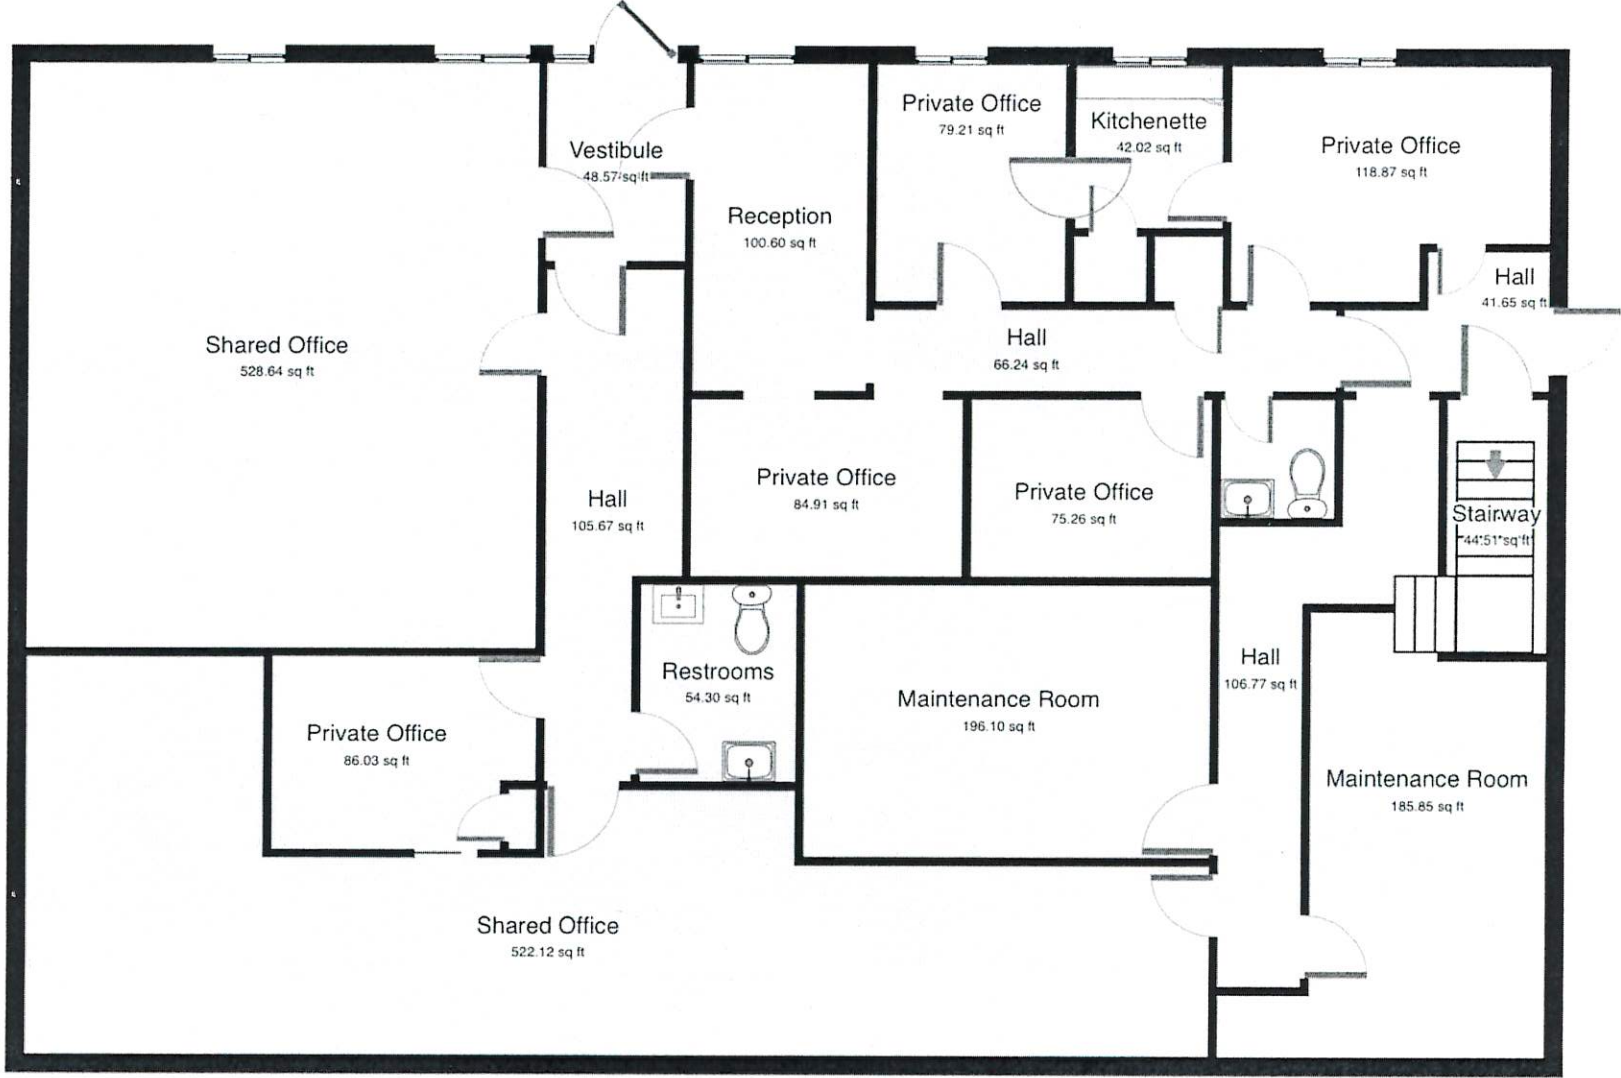 Private Office
79.21 sq ft
Kitchenette
42.02 sq ft
Private Office
118.87 sq ft
Vestibule
48.57 sq ft
Reception
100.60 sq ft
Hall
41.65 sq ft
Shared Office
528.64 sq ft
Hall
66.24 sq ft
Private Office
84.91 sq ft
Private Office
75.26 sq ft
Hall
105.67 sq ft
Stairway
44.51 sq ft
Restrooms
54.30 sq ft
Hall
106.77 sq ft
Maintenance Room
196.10 sq ft
Private Office
86.03 sq ft
Maintenance Room
185.85 sq ft
Shared Office
522.12 sq ft